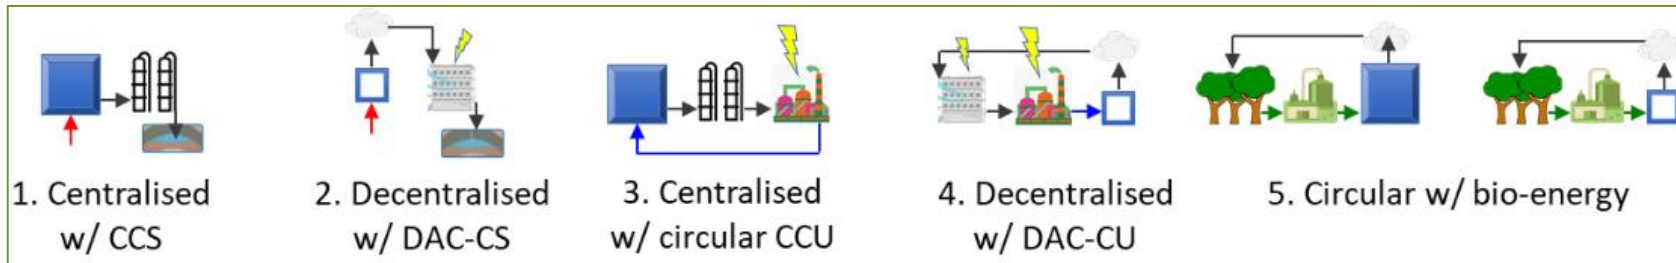 1. Centralised
w/ CCS
2. Decentralised
w/ DAC-CS
3. Centralised
w/ circular CCU
4. Decentralised
w/ DAC-CU
5. Circular w/ bio-energy